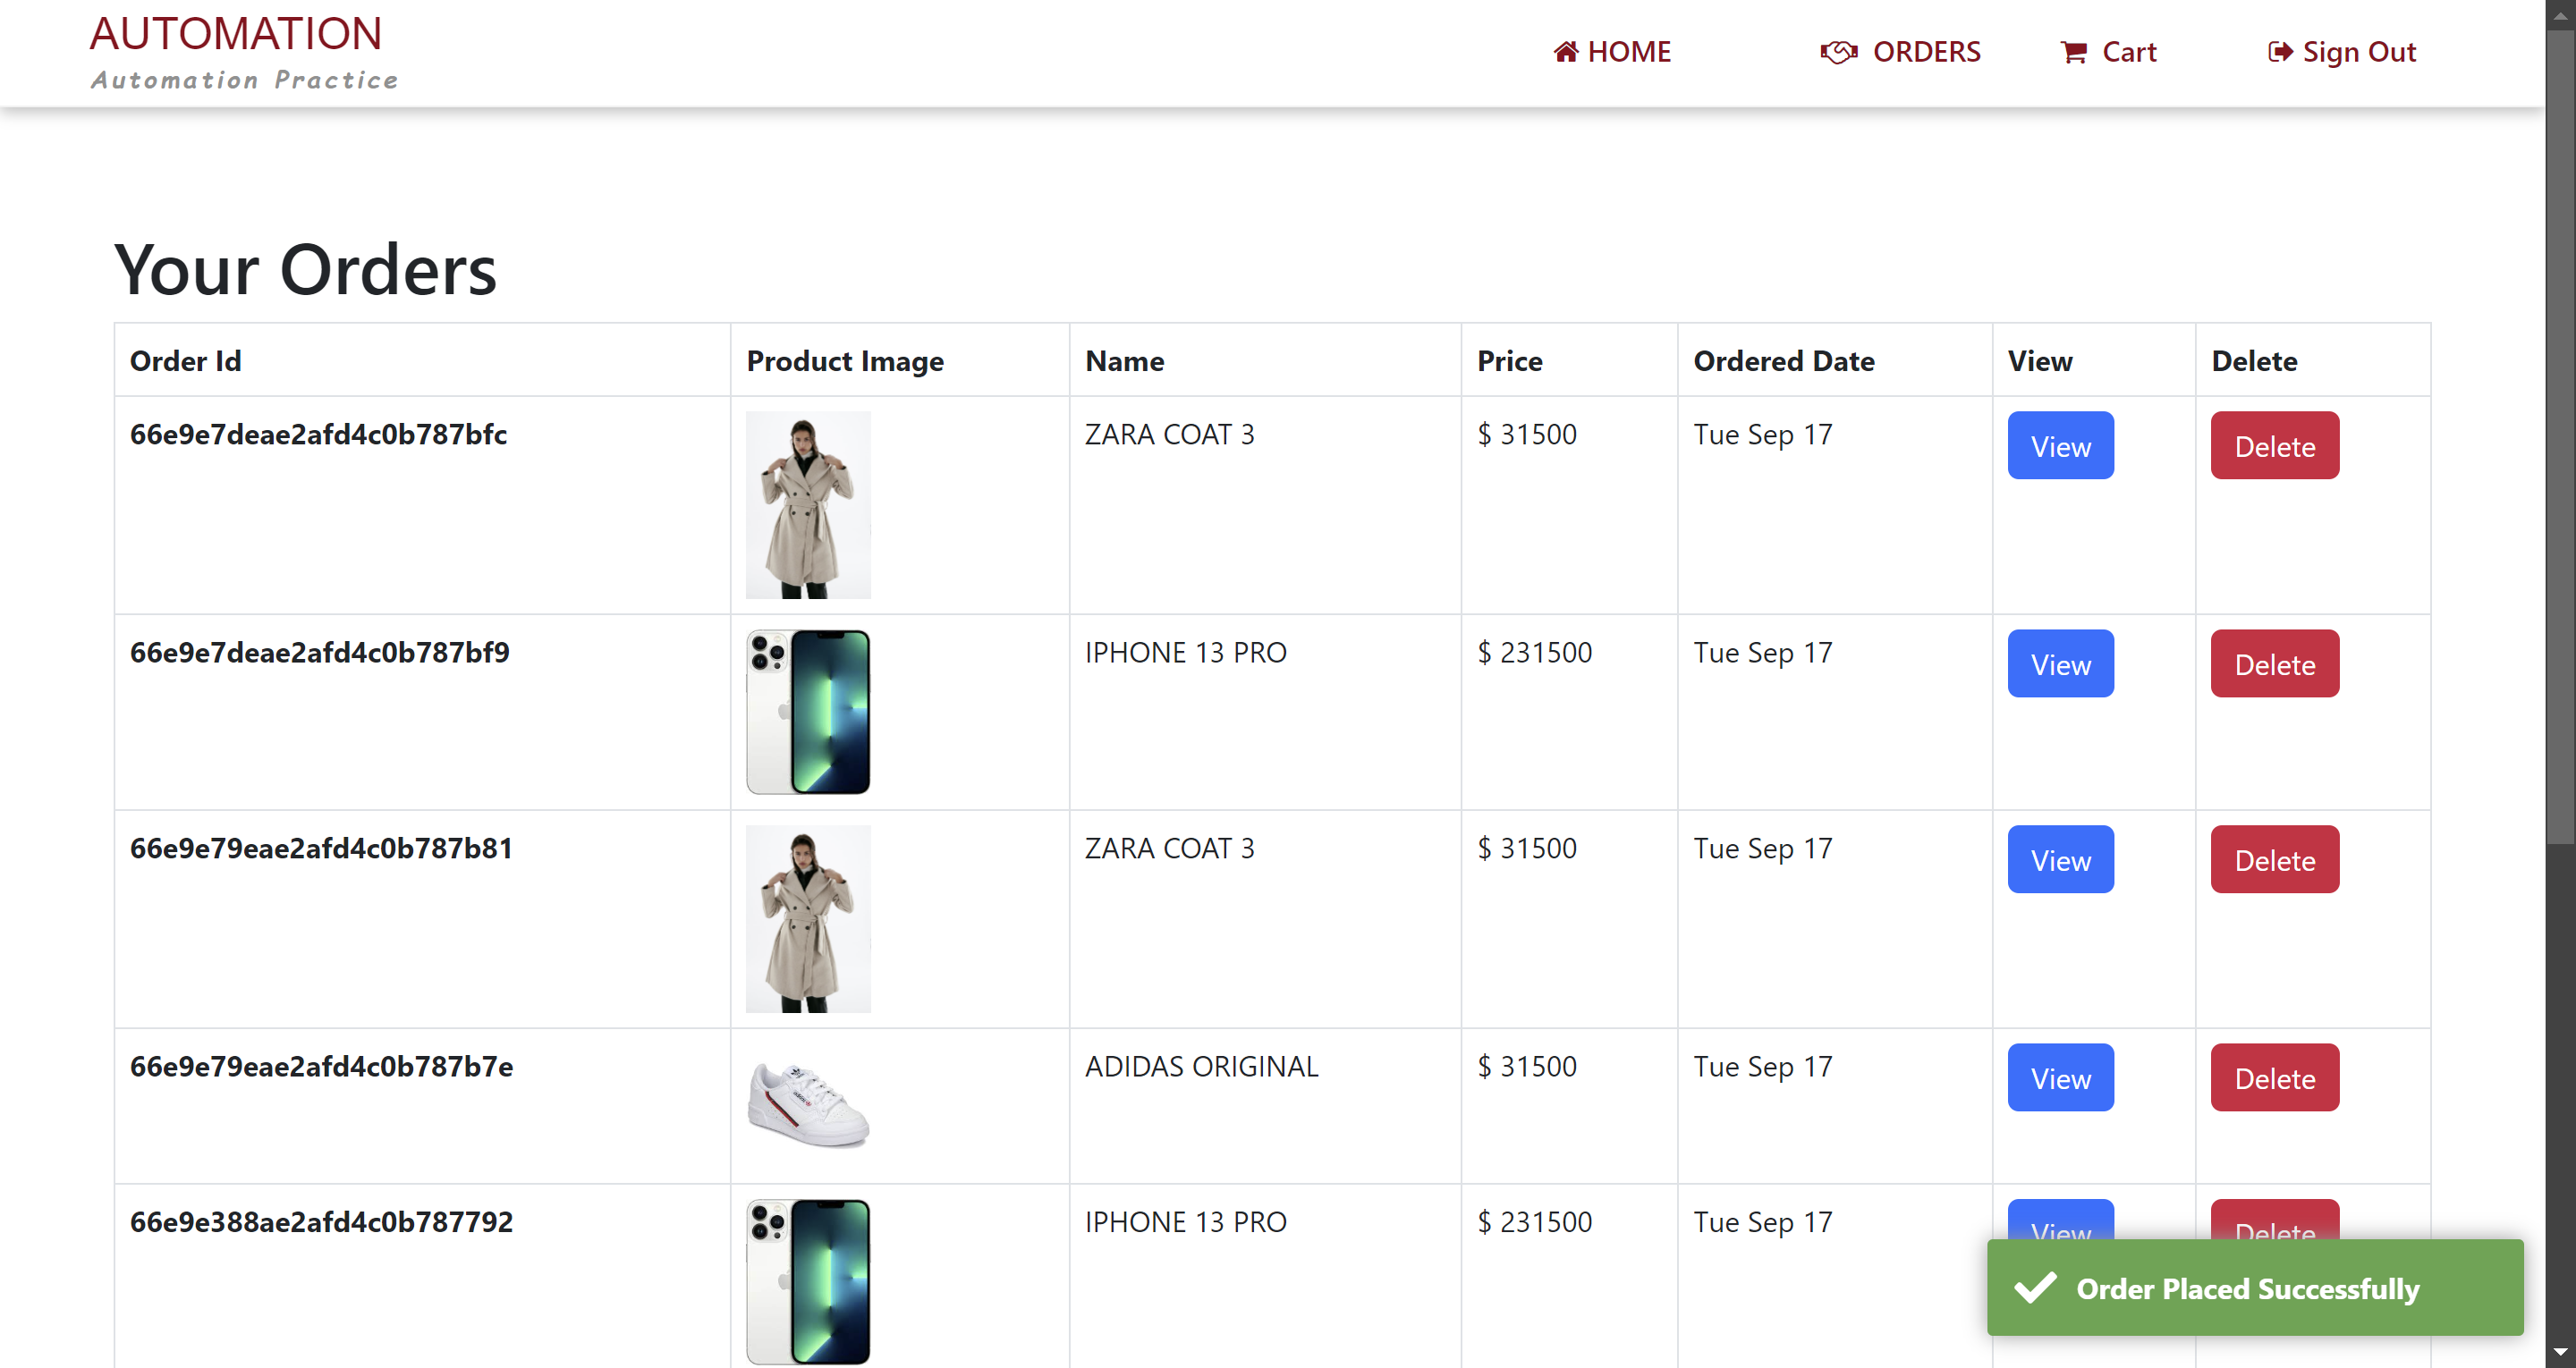 AUTOMATION
Automation Practice
HOME ORDERS Cart Sign Out
Your Orders
Order Id Product Image Name Price Ordered Date View Delete
66e9e7deae2afd4c0b787bfc ZARA COAT 3 $ 31500 Tue Sep 17 View Delete
66e9e7deae2afd4c0b787bf9 IPHONE 13 PRO $ 231500 Tue Sep 17 View Delete
66e9e79eae2afd4c0b787b81 ZARA COAT 3 $ 31500 Tue Sep 17 View Delete
66e9e79eae2afd4c0b787b7e ADIDAS ORIGINAL $ 31500 Tue Sep 17 View Delete
66e9e388ae2afd4c0b787792 IPHONE 13 PRO $ 231500 Tue Sep 17 View Delete
Order Placed Successfully